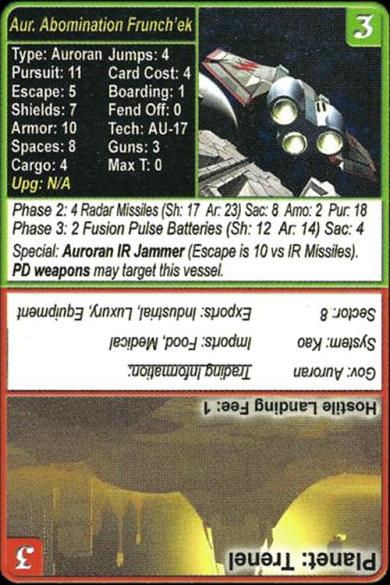 Aur. Abomination Frunch'ek
3
Type: Auroran Jumps: 4
Pursuit: 11 Card Cost: 4
Escape: 5 Boarding: 1
Shields: 7 Fend Off: 0
Armor: 10 Tech: AU-17
Spaces: 8 Guns: 3
Cargo: 4 Max T: 0
Upg: N/A
Phase 2: 4 Radar Missiles (Sh: 17 Ar: 23) Sac: 8 Amo: 2 Pur: 18
Phase 3: 2 Fusion Pulse Batteries (Sh: 12 Ar: 14) Sac: 4
Special: Auroran IR Jammer (Escape is 10 vs IR Missiles).
PD weapons may target this vessel.
Planet: Trenel
3
Hostile Landing Fee: 1
Gov: Auroran Trading Information:
System: Kao Imports: Food, Medical
Sector: 8 Exports: Industrial, Luxury, Equipment